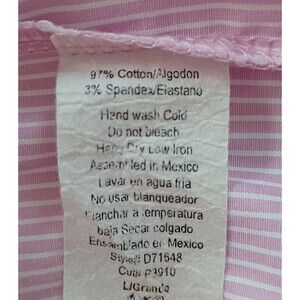 97% Cotton/Algodon
3% Spandex/Elastano
Hand wash Cold
Do not bleach
Hang Dry Low Iron
Assembled in Mexico
Lavar en agua fria
No usar blanqueador
Planchar a temperatura
baja Secar colgado
Ensamblado en Mexico
Style# D71648
Cut# P3910
L/Grande